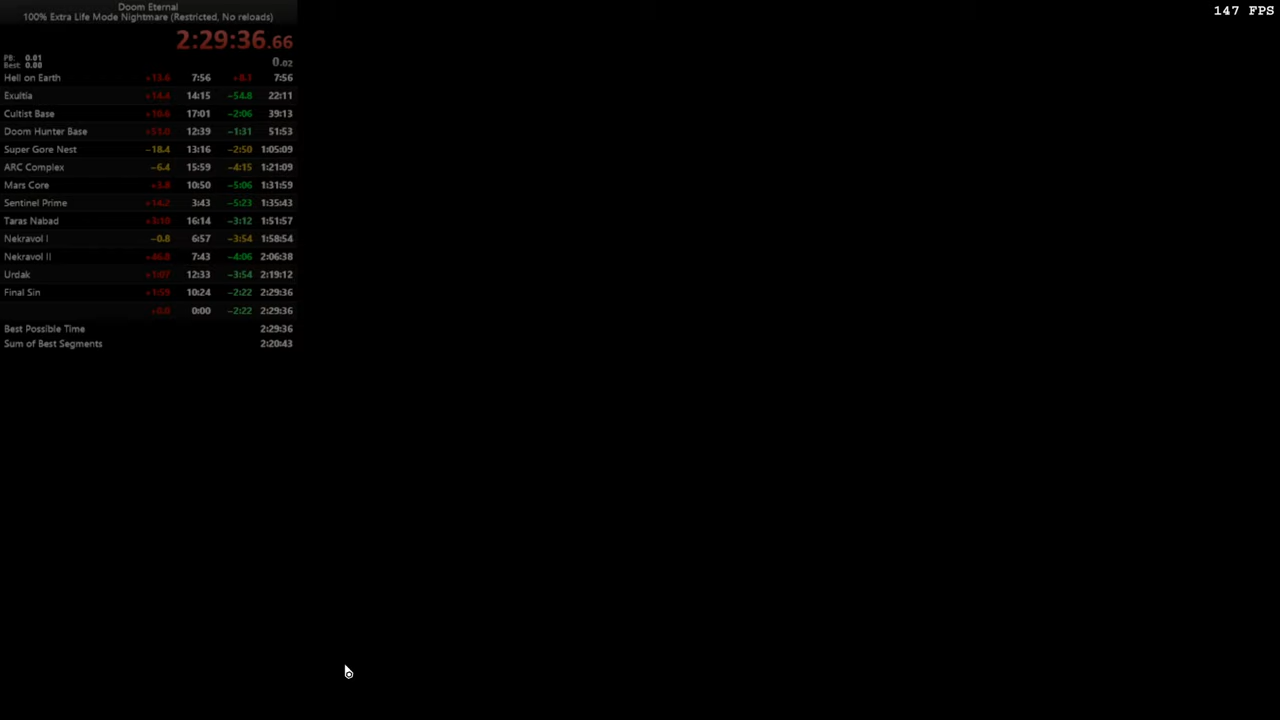 Doom Eternal
100% Extra Life Mode Nightmare (Restricted, No reloads)
147 FPS
2:29:36.66
PB: 0.01 0.02
Best: 0.00
Hell on Earth +13.6 7:56 +8.1 7:56
Exultia +14.4 14:15 −54.8 22:11
Cultist Base +10.6 17:01 −2:06 39:13
Doom Hunter Base +51.0 12:39 −1:31 51:53
Super Gore Nest −18.4 13:16 −2:50 1:05:09
ARC Complex −6.4 15:59 −4:15 1:21:09
Mars Core +3.8 10:50 −5:06 1:31:59
Sentinel Prime +14.2 3:43 −5:23 1:35:43
Taras Nabad +3:10 16:14 −3:12 1:51:57
Nekravol I −0.8 6:57 −3:54 1:58:54
Nekravol II +46.8 7:43 −4:06 2:06:38
Urdak +1:07 12:33 −3:54 2:19:12
Final Sin +1:59 10:24 −2:22 2:29:36
+0.0 0:00 −2:22 2:29:36
Best Possible Time 2:29:36
Sum of Best Segments 2:20:43